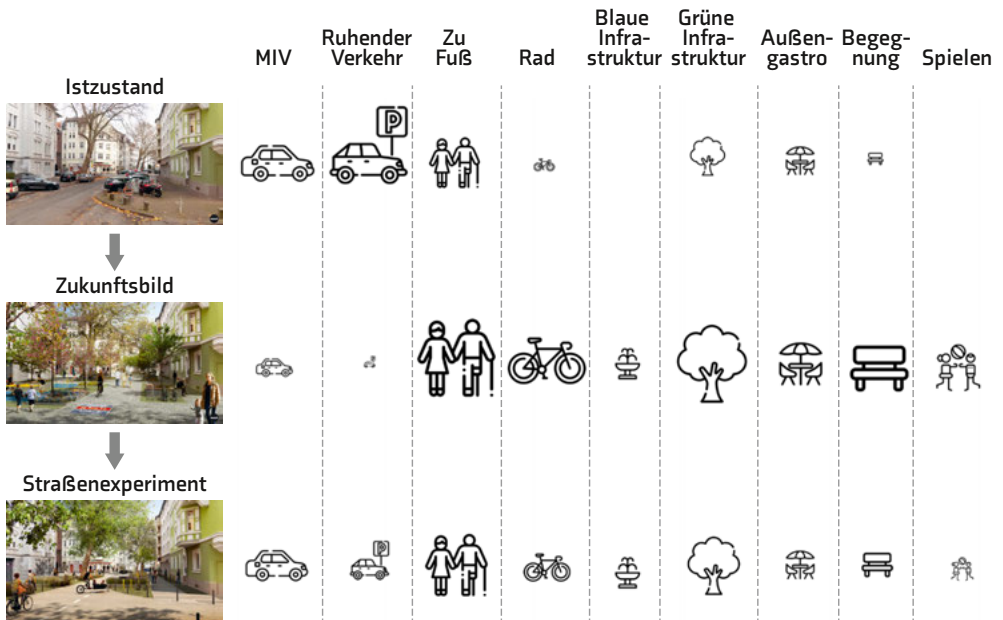 MIV
Ruhender
Verkehr
Zu
Fuß
Rad
Blaue
Infra-
struktur
Grüne
Infra-
struktur
Außen-
gastro
Begeg-
nung
Spielen
Istzustand
P
Zukunftsbild
Straßenexperiment
P